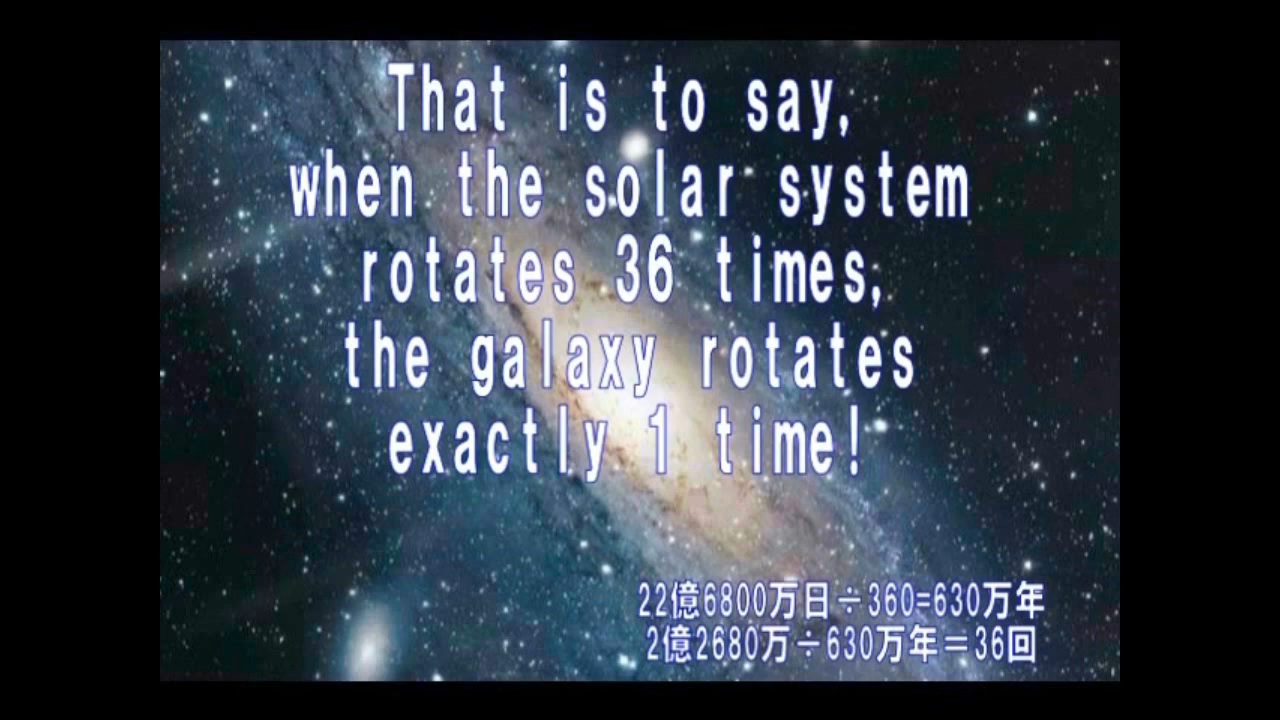 That is to say,
when the solar system
rotates 36 times,
the galaxy rotates
exactly 1 time!
22億6800万日÷360=630万年
2億2680万÷630万年＝36回